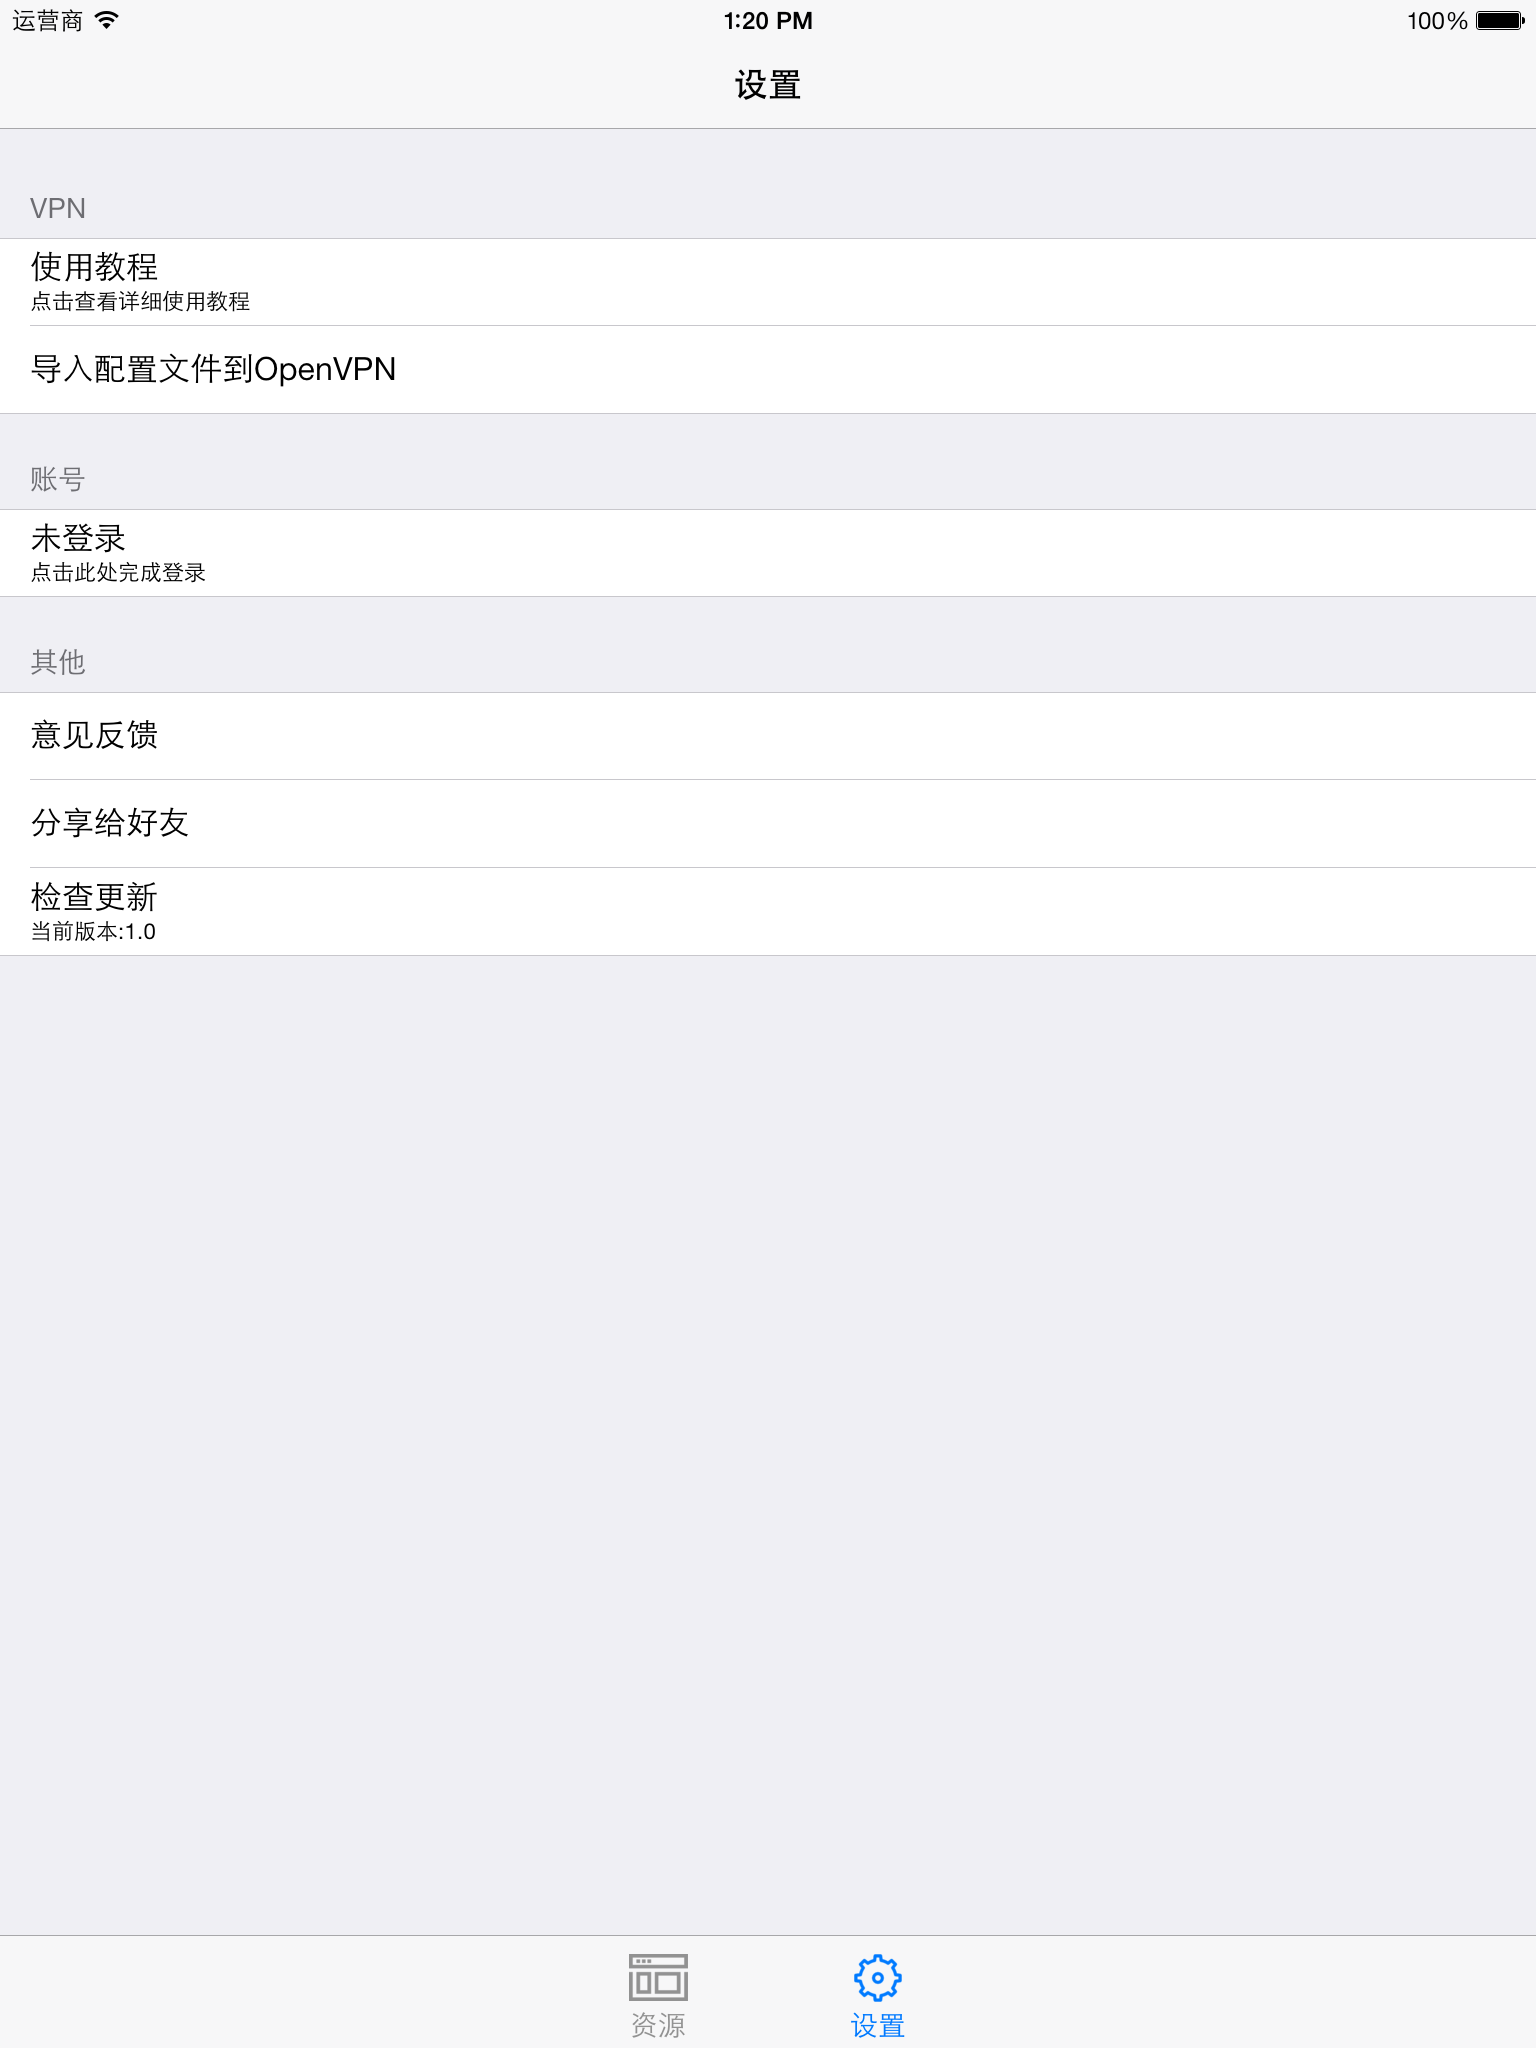 运营商 1:20 PM 100%
设置
VPN
使用教程
点击查看详细使用教程
导入配置文件到OpenVPN
账号
未登录
点击此处完成登录
其他
意见反馈
分享给好友
检查更新
当前版本:1.0
资源 设置